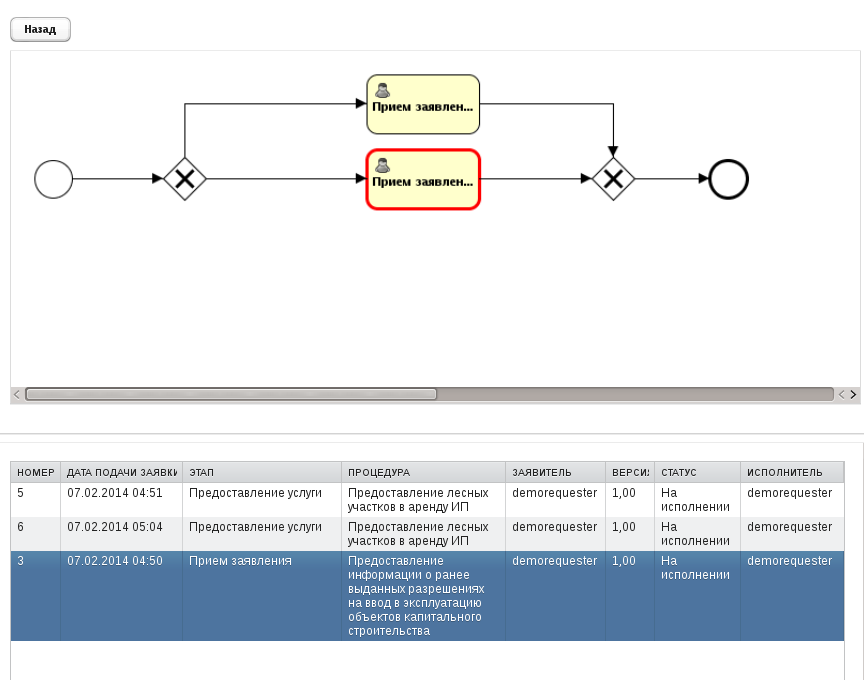 Назад
Прием заявлен...
Прием заявлен...
НОМЕР ДАТА ПОДАЧИ ЗАЯВКИ ЭТАП ПРОЦЕДУРА ЗАЯВИТЕЛЬ ВЕРСИ СТАТУС ИСПОЛНИТЕЛЬ
5 07.02.2014 04:51 Предоставление услуги Предоставление лесных demorequester 1,00 На demorequester
участков в аренду ИП исполнении
6 07.02.2014 05:04 Предоставление услуги Предоставление лесных demorequester 1,00 На demorequester
участков в аренду ИП исполнении
3 07.02.2014 04:50 Прием заявления Предоставление demorequester 1,00 На demorequester
информации о ранее исполнении
выданных разрешениях
на ввод в эксплуатацию
объектов капитального
строительства